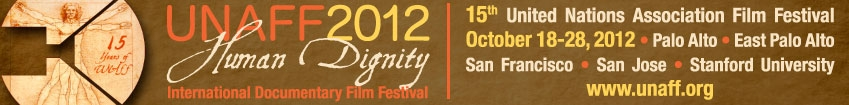 15
Years of
Wolff
UNAFF2012
Human Dignity
International Documentary Film Festival
15th United Nations Association Film Festival
October 18-28, 2012 • Palo Alto • East Palo Alto
San Francisco • San Jose • Stanford University
www.unaff.org